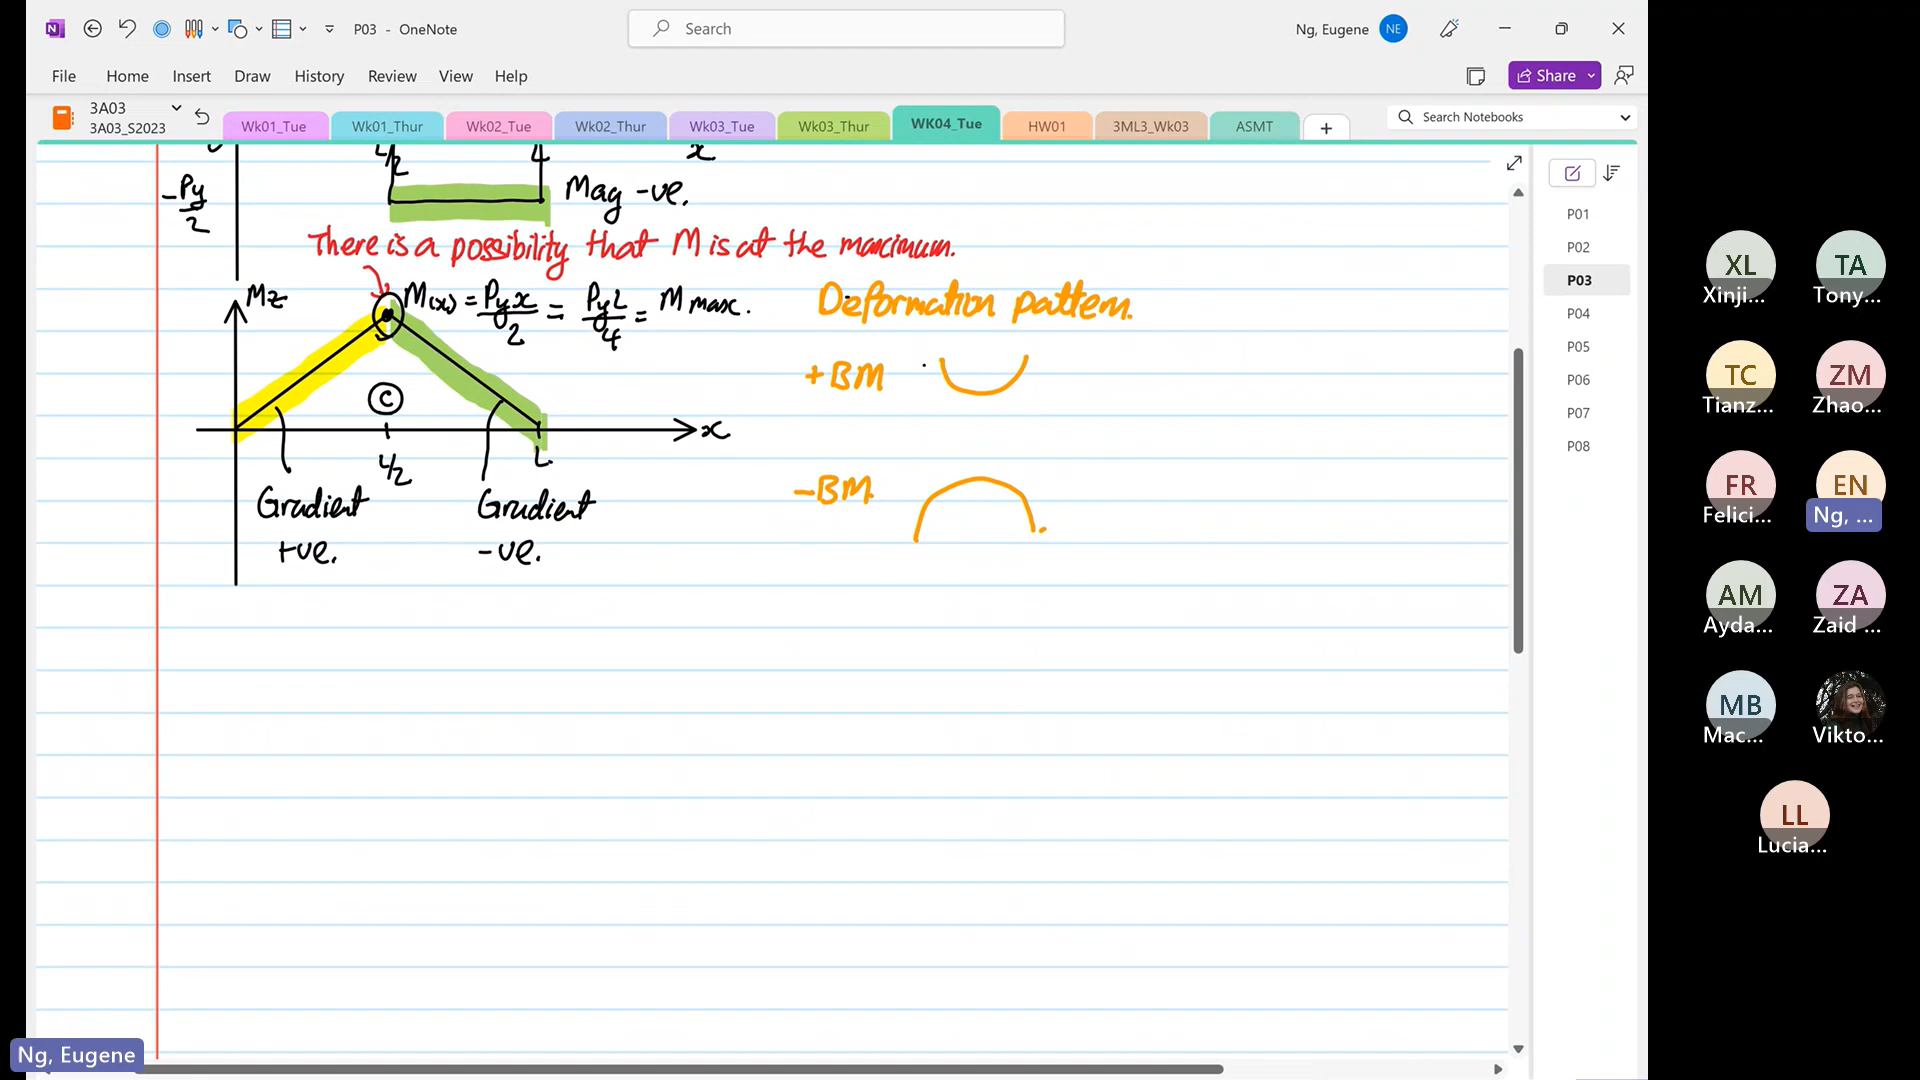 P03 - OneNote
Search
Ng, Eugene
NE
File Home Insert Draw History Review View Help
Share
3A03
3A03_S2023
Wk01_Tue Wk01_Thur Wk02_Tue Wk02_Thur Wk03_Tue Wk03_Thur WK04_Tue HW01 3ML3_Wk03 ASMT +
Search Notebooks
P01
P02
P03
P04
P05
P06
P07
P08
L/2 x
-Py/2
Mag -ve.
There is a possibility that M is at the maximum.
Mz
M(x) = Pyx/2 = PyL/4 = M max.
Deformation pattern.
+BM
C
x
L/2 L
-BM
Gradient +ve.
Gradient -ve.
XL Xinji...
TA Tony...
TC Tianz...
ZM Zhao...
FR Felici...
EN Ng, ...
AM Ayda...
ZA Zaid ...
MB Mac...
Vikto...
LL Lucia...
Ng, Eugene